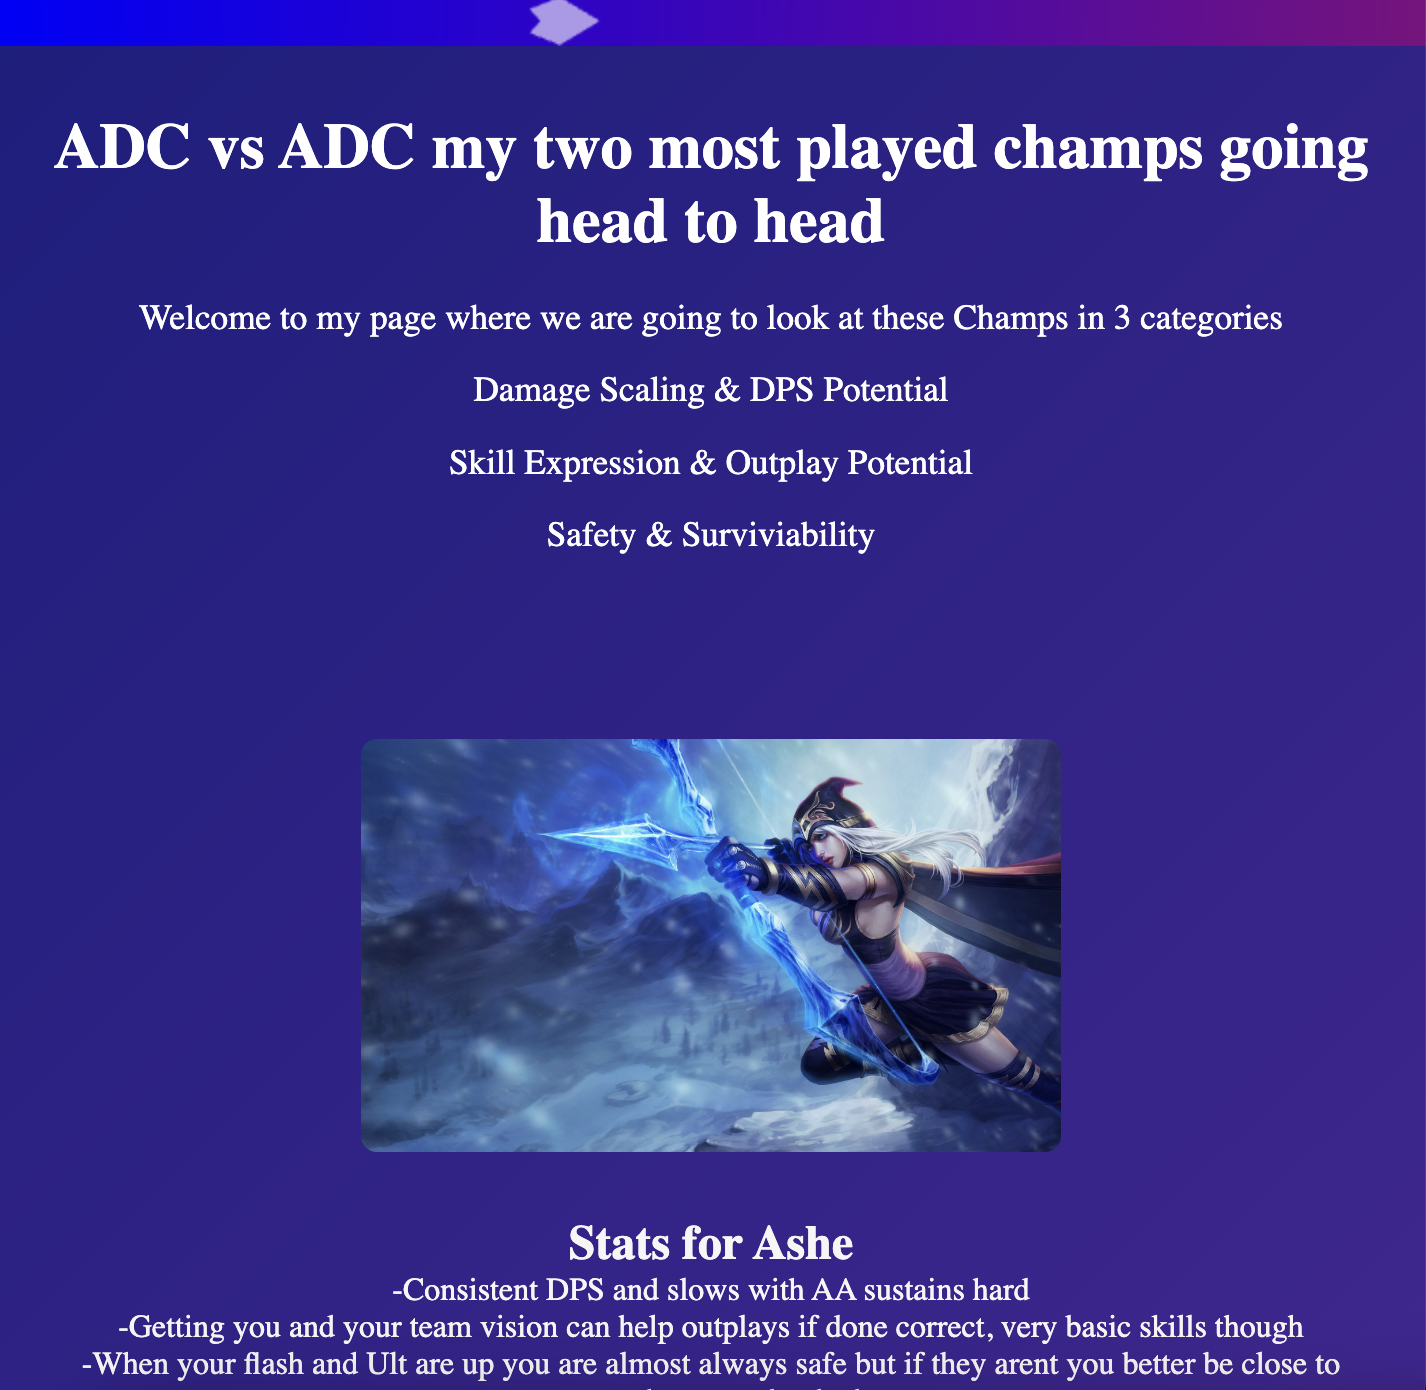 ADC vs ADC my two most played champs going
head to head
Welcome to my page where we are going to look at these Champs in 3 categories
Damage Scaling & DPS Potential
Skill Expression & Outplay Potential
Safety & Surviviability
Stats for Ashe
-Consistent DPS and slows with AA sustains hard
-Getting you and your team vision can help outplays if done correct, very basic skills though
-When your flash and Ult are up you are almost always safe but if they arent you better be close to